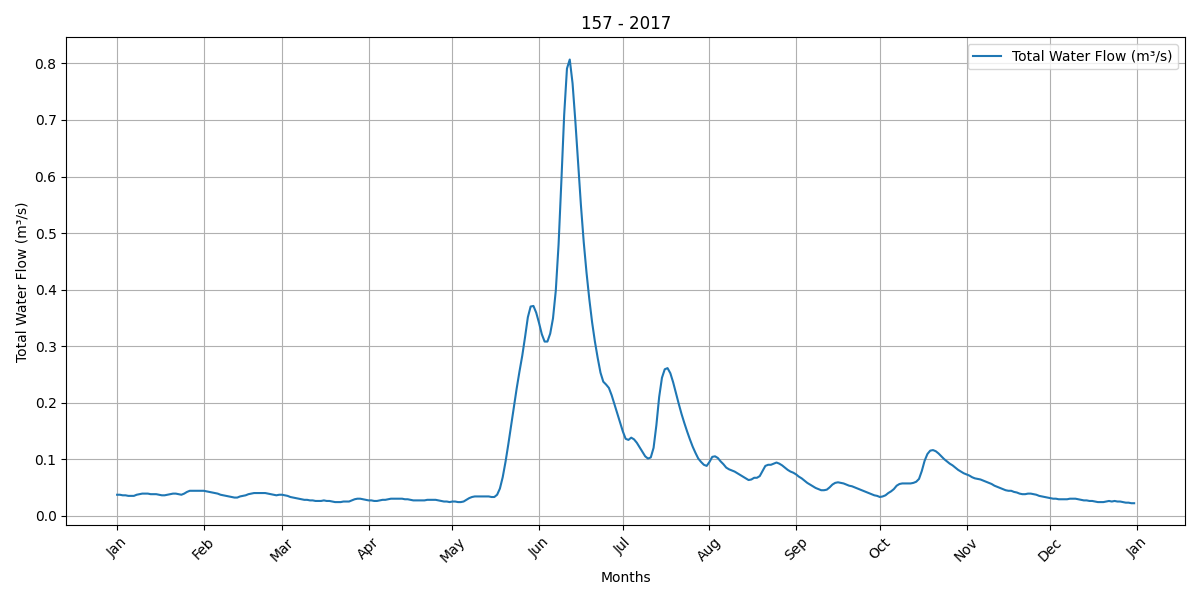 157 - 2017
Total Water Flow (m³/s)
Total Water Flow (m³/s)
0.8
0.7
0.6
0.5
0.4
0.3
0.2
0.1
0.0
Jan Feb Mar Apr May Jun Jul Aug Sep Oct Nov Dec Jan
Months